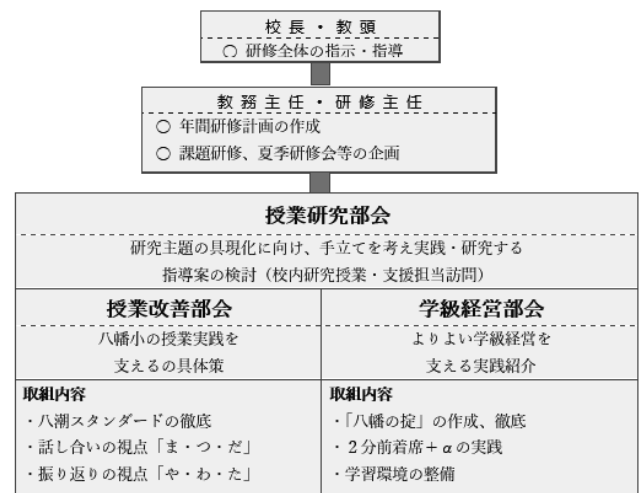 校長・教頭
○ 研修全体の指示・指導
教務主任・研修主任
○ 年間研修計画の作成
○ 課題研修、夏季研修会等の企画
授業研究部会
研究主題の具現化に向け、手立てを考え実践・研究する
指導案の検討（校内研究授業・支援担当訪問）
授業改善部会
八幡小の授業実践を
支えるの具体策
取組内容
・八潮スタンダードの徹底
・話し合いの視点「ま・つ・だ」
・振り返りの視点「や・わ・た」
学級経営部会
よりよい学級経営を
支える実践紹介
取組内容
・「八幡の掟」の作成、徹底
・２分前着席＋αの実践
・学習環境の整備